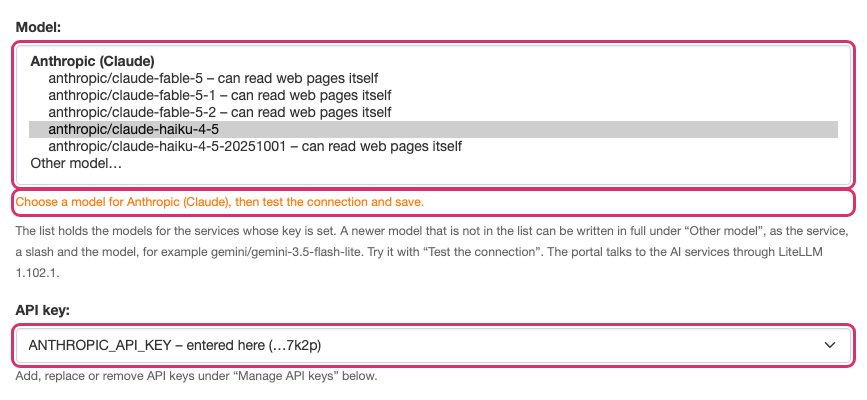 Model:
Anthropic (Claude)
anthropic/claude-fable-5 – can read web pages itself
anthropic/claude-fable-5-1 – can read web pages itself
anthropic/claude-fable-5-2 – can read web pages itself
anthropic/claude-haiku-4-5
anthropic/claude-haiku-4-5-20251001 – can read web pages itself
Other model…
Choose a model for Anthropic (Claude), then test the connection and save.
The list holds the models for the services whose key is set. A newer model that is not in the list can be written in full under “Other model”, as the service,
a slash and the model, for example gemini/gemini-3.5-flash-lite. Try it with “Test the connection”. The portal talks to the AI services through LiteLLM
1.102.1.
API key:
ANTHROPIC_API_KEY – entered here (…7k2p)
Add, replace or remove API keys under “Manage API keys” below.